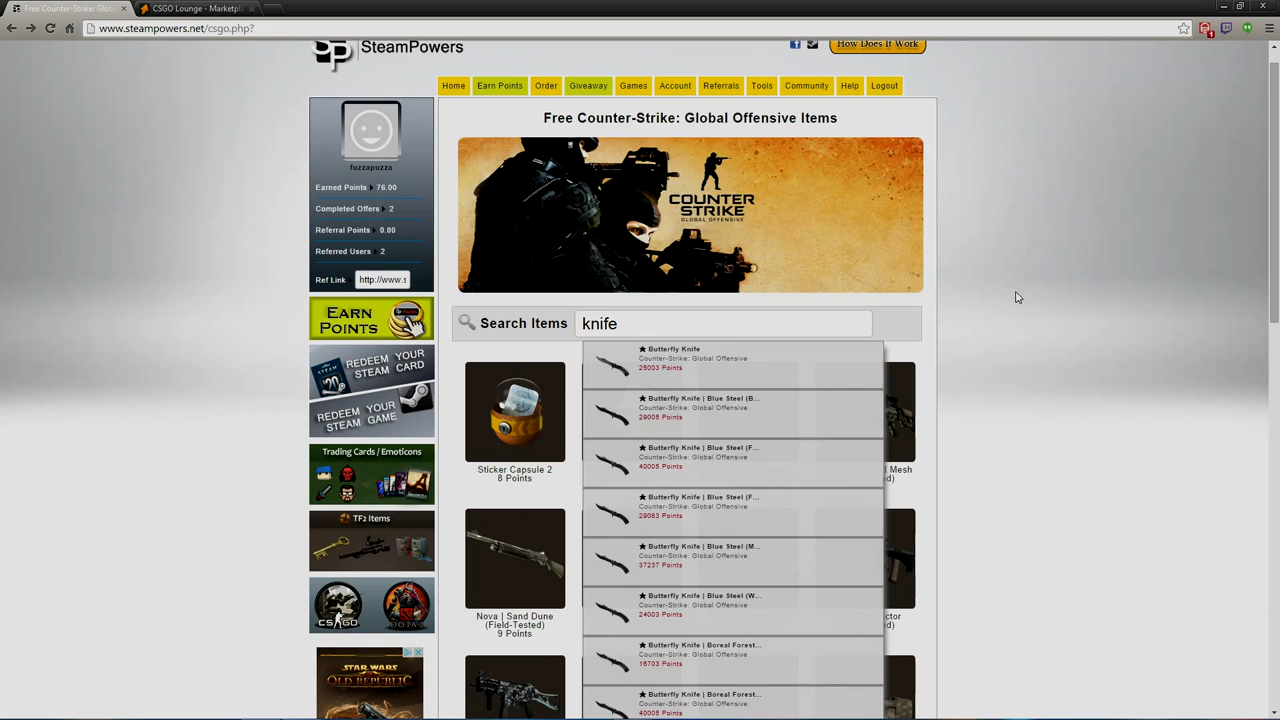 Free Counter-Strike: Glob
CSGO Lounge - Marketpl
www.steampowers.net/csgo.php?
SteamPowers
How Does It Work
Home
Earn Points
Order
Giveaway
Games
Account
Referrals
Tools
Community
Help
Logout
fuzzapuzza
Earned Points 76.00
Completed Offers 2
Referral Points 0.00
Referred Users 2
Ref Link http://www.s
EARN POINTS
REDEEM YOUR STEAM CARD
$20
REDEEM YOUR STEAM GAME
Trading Cards / Emoticons
TF2 Items
CS:GO
DOTA 2
STAR WARS
OLD REPUBLIC
Free Counter-Strike: Global Offensive Items
COUNTER STRIKE
GLOBAL OFFENSIVE
Search Items knife
★ Butterfly Knife
Counter-Strike: Global Offensive
25003 Points
★ Butterfly Knife | Blue Steel (B...
Counter-Strike: Global Offensive
29005 Points
★ Butterfly Knife | Blue Steel (F...
Counter-Strike: Global Offensive
40005 Points
★ Butterfly Knife | Blue Steel (F...
Counter-Strike: Global Offensive
29083 Points
★ Butterfly Knife | Blue Steel (M...
Counter-Strike: Global Offensive
37237 Points
★ Butterfly Knife | Blue Steel (W...
Counter-Strike: Global Offensive
24003 Points
★ Butterfly Knife | Boreal Forest...
Counter-Strike: Global Offensive
16703 Points
★ Butterfly Knife | Boreal Forest...
Counter-Strike: Global Offensive
40005 Points
Sticker Capsule 2
8 Points
Mesh
ed)
Nova | Sand Dune
(Field-Tested)
9 Points
ctor
ed)